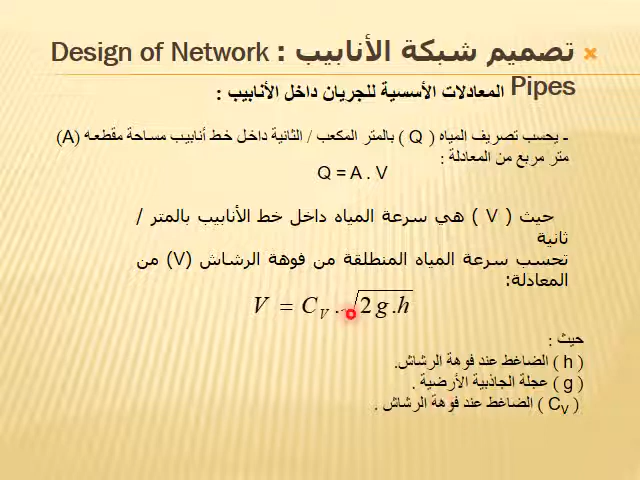 تصميم شبكة الأنابيب : Design of Network
Pipes
المعادلات الأسسية للجريان داخل الأنابيب :
- يحسب تصريف المياه ( Q ) بالمتر المكعب / الثانية داخل خط أنابيب مساحة مقطعه (A)
متر مربع من المعادلة :
Q = A . V
حيث ( V ) هي سرعة المياه داخل خط الأنابيب بالمتر /
ثانية
تحسب سرعة المياه المنطلقة من فوهة الرشاش (V) من
المعادلة:
V = C_V . √2 g .h
حيث :
( h ) الضاغط عند فوهة الرشاش.
( g ) عجلة الجاذبية الأرضية .
( C_V ) الضاغط عند فوهة الرشاش .